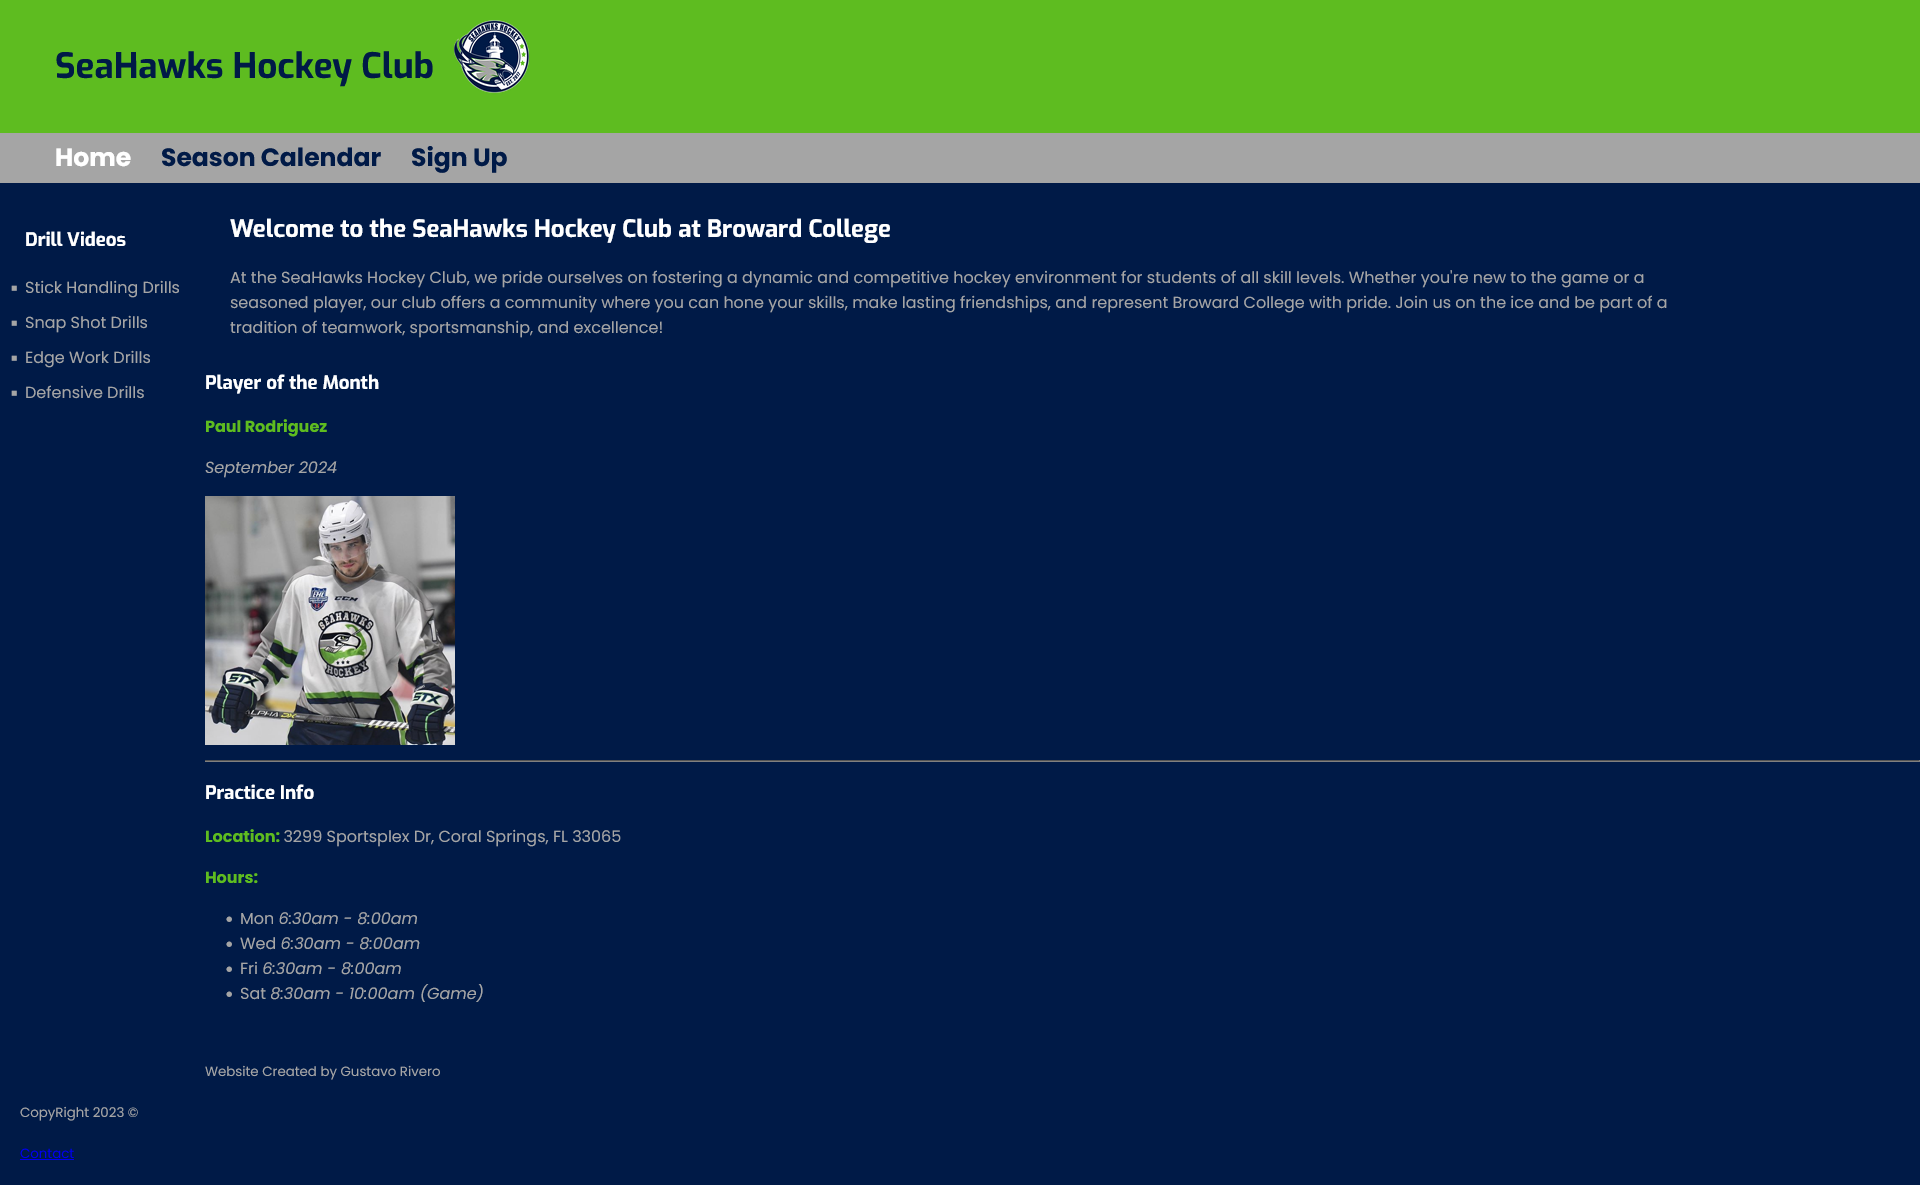 SeaHawks Hockey Club
SEAHAWKS HOCKEY
Home Season Calendar Sign Up
Drill Videos
Stick Handling Drills
Snap Shot Drills
Edge Work Drills
Defensive Drills
Welcome to the SeaHawks Hockey Club at Broward College
At the SeaHawks Hockey Club, we pride ourselves on fostering a dynamic and competitive hockey environment for students of all skill levels. Whether you're new to the game or a
seasoned player, our club offers a community where you can hone your skills, make lasting friendships, and represent Broward College with pride. Join us on the ice and be part of a
tradition of teamwork, sportsmanship, and excellence!
Player of the Month
Paul Rodriguez
September 2024
CCM
SEAHAWKS
HOCKEY
STX
STX
ALPHA DX
Practice Info
Location: 3299 Sportsplex Dr, Coral Springs, FL 33065
Hours:
Mon 6:30am - 8:00am
Wed 6:30am - 8:00am
Fri 6:30am - 8:00am
Sat 8:30am - 10:00am (Game)
Website Created by Gustavo Rivero
CopyRight 2023 ©
Contact